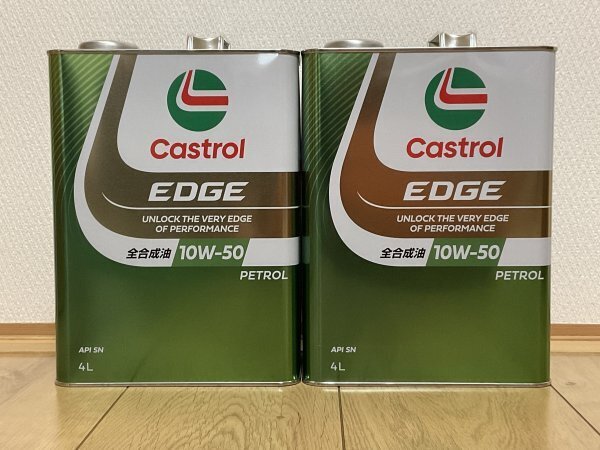 Castrol
EDGE
UNLOCK THE VERY EDGE
OF PERFORMANCE
全合成油 10W-50
PETROL
API SN
4L
Castrol
EDGE
UNLOCK THE VERY EDGE
OF PERFORMANCE
全合成油 10W-50
PETROL
API SN
4L